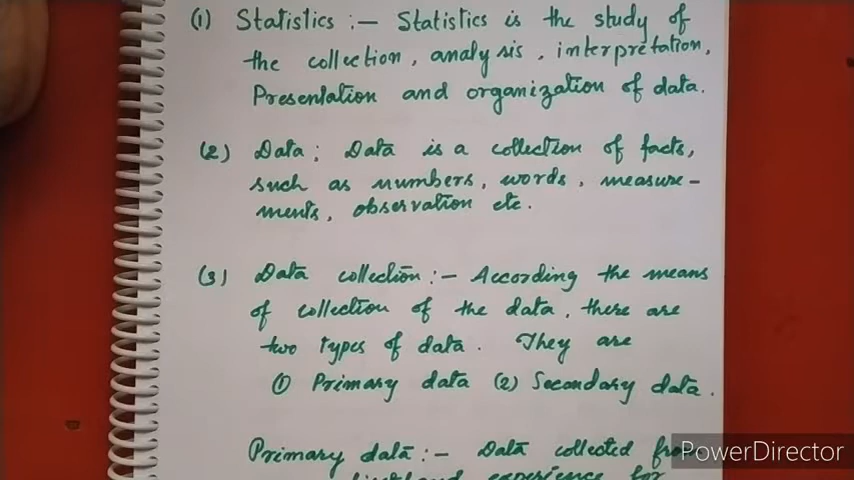 (1) Statistics :- Statistics is the study of
the collection, analysis, interpretation,
Presentation and organization of data.
(2) Data; Data is a collection of facts,
such as numbers, words, measure-
ments, observation etc.
(3) Data collection :- According the means
of collection of the data, there are
two types of data. They are
① Primary data (2) Secondary data.
Primary data :- Data collected from
experience for
PowerDirector